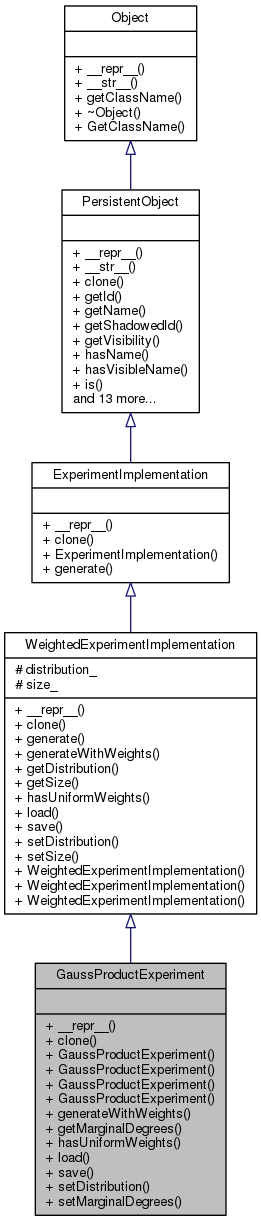 Object
+ __repr__()
+ __str__()
+ getClassName()
+ ~Object()
+ GetClassName()
PersistentObject
+ __repr__()
+ __str__()
+ clone()
+ getId()
+ getName()
+ getShadowedId()
+ getVisibility()
+ hasName()
+ hasVisibleName()
+ is()
and 13 more...
ExperimentImplementation
+ __repr__()
+ clone()
+ ExperimentImplementation()
+ generate()
WeightedExperimentImplementation
# distribution_
# size_
+ __repr__()
+ clone()
+ generate()
+ generateWithWeights()
+ getDistribution()
+ getSize()
+ hasUniformWeights()
+ load()
+ save()
+ setDistribution()
+ setSize()
+ WeightedExperimentImplementation()
+ WeightedExperimentImplementation()
+ WeightedExperimentImplementation()
GaussProductExperiment
+ __repr__()
+ clone()
+ GaussProductExperiment()
+ GaussProductExperiment()
+ GaussProductExperiment()
+ GaussProductExperiment()
+ generateWithWeights()
+ getMarginalDegrees()
+ hasUniformWeights()
+ load()
+ save()
+ setDistribution()
+ setMarginalDegrees()